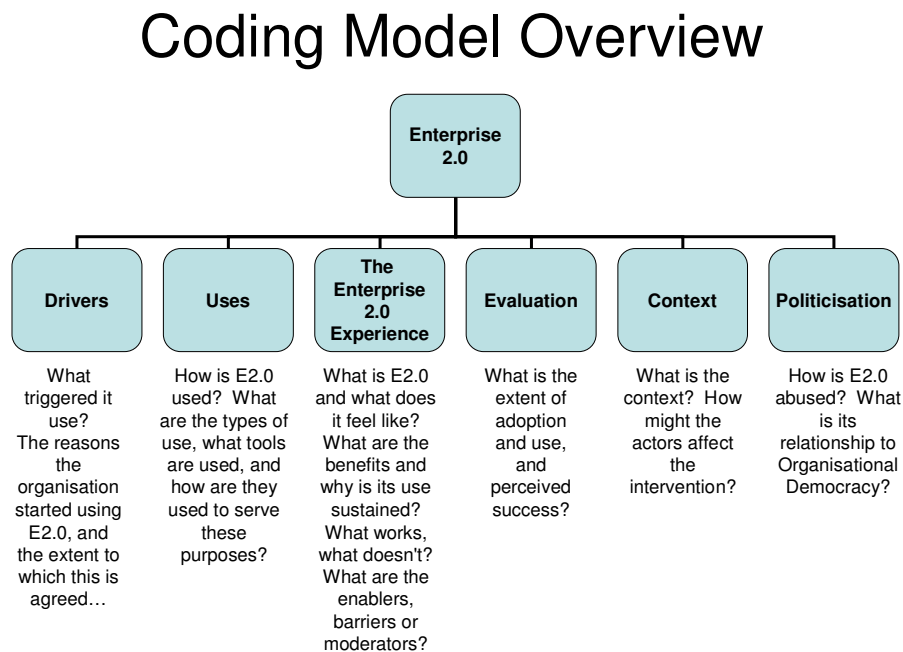 Coding Model Overview
Enterprise
2.0
Drivers
Uses
The
Enterprise
2.0
Experience
Evaluation
Context
Politicisation
What
triggered it
use?
The reasons
the
organisation
started using
E2.0, and
the extent to
which this is
agreed…
How is E2.0
used?  What
are the types of
use, what tools
are used, and
how are they
used to serve
these
purposes?
What is E2.0
and what does
it feel like?
What are the
benefits and
why is its use
sustained?
What works,
what doesn't?
What are the
enablers,
barriers or
moderators?
What is the
extent of
adoption
and use,
and
perceived
success?
What is the
context?  How
might the
actors affect
the
intervention?
How is E2.0
abused?  What
is its
relationship to
Organisational
Democracy?